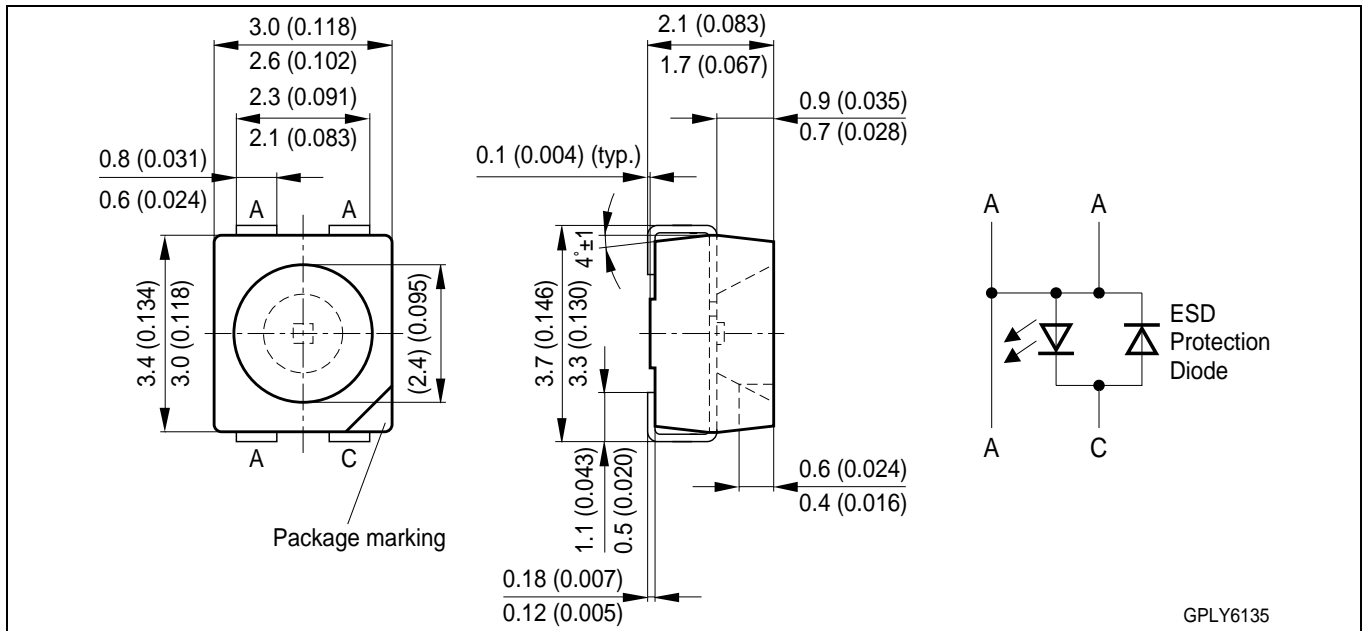 3.0 (0.118)
2.6 (0.102)
2.3 (0.091)
2.1 (0.083)
0.8 (0.031)
0.6 (0.024)
A
A
3.4 (0.134)
3.0 (0.118)
(2.4) (0.095)
A
C
Package marking
2.1 (0.083)
1.7 (0.067)
0.9 (0.035)
0.7 (0.028)
0.1 (0.004) (typ.)
4°±1
3.7 (0.146)
3.3 (0.130)
1.1 (0.043)
0.5 (0.020)
0.6 (0.024)
0.4 (0.016)
0.18 (0.007)
0.12 (0.005)
A
A
ESD
Protection
Diode
A
C
GPLY6135